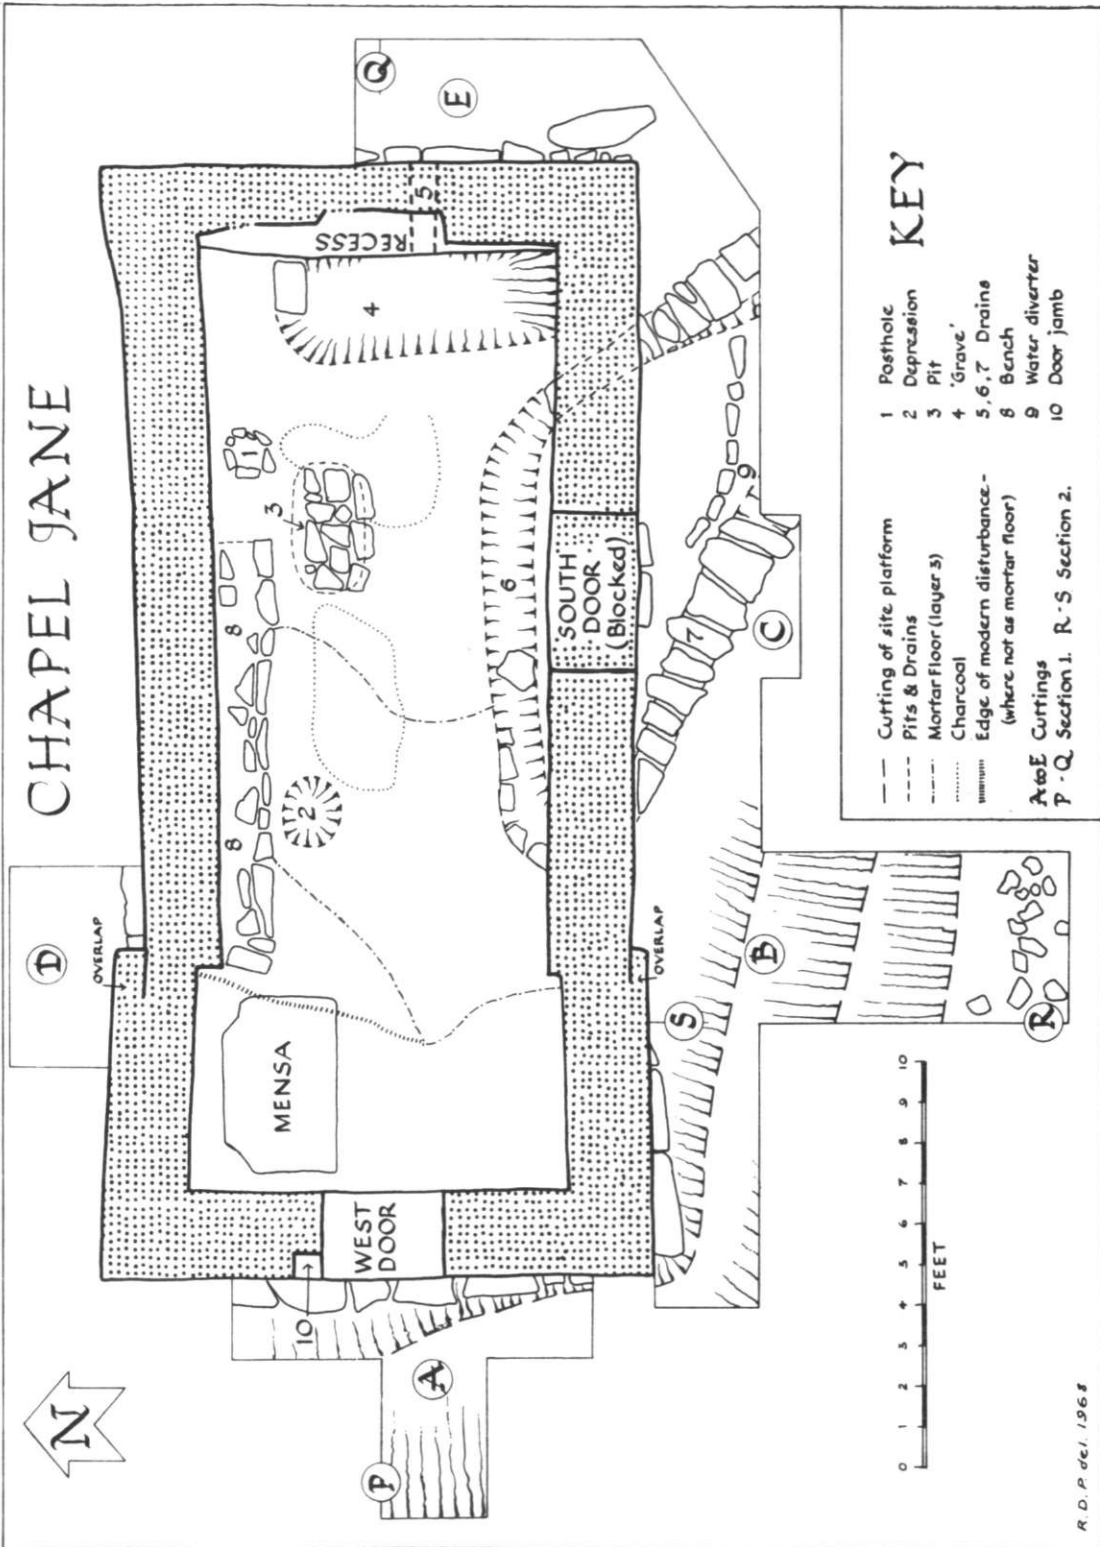 CHAPEL JANE
N
D
OVERLAP
MENSA
WEST
DOOR
10
A
P
8
2
8
3
1
4
RECESS
5
Q
E
6
SOUTH
DOOR
(Blocked)
7
9
C
OVERLAP
S
B
R
0 1 2 3 4 5 6 7 8 9 10
FEET
KEY
Cutting of site platform
Pits & Drains
Mortar Floor (layer 3)
Charcoal
Edge of modern disturbance -
(where not as mortar floor)
A to E Cuttings
P - Q Section 1. R - S Section 2.
1 Posthole
2 Depression
3 Pit
4 'Grave'
5, 6, 7 Drains
8 Bench
9 Water diverter
10 Door jamb
R. D. P. del. 1968